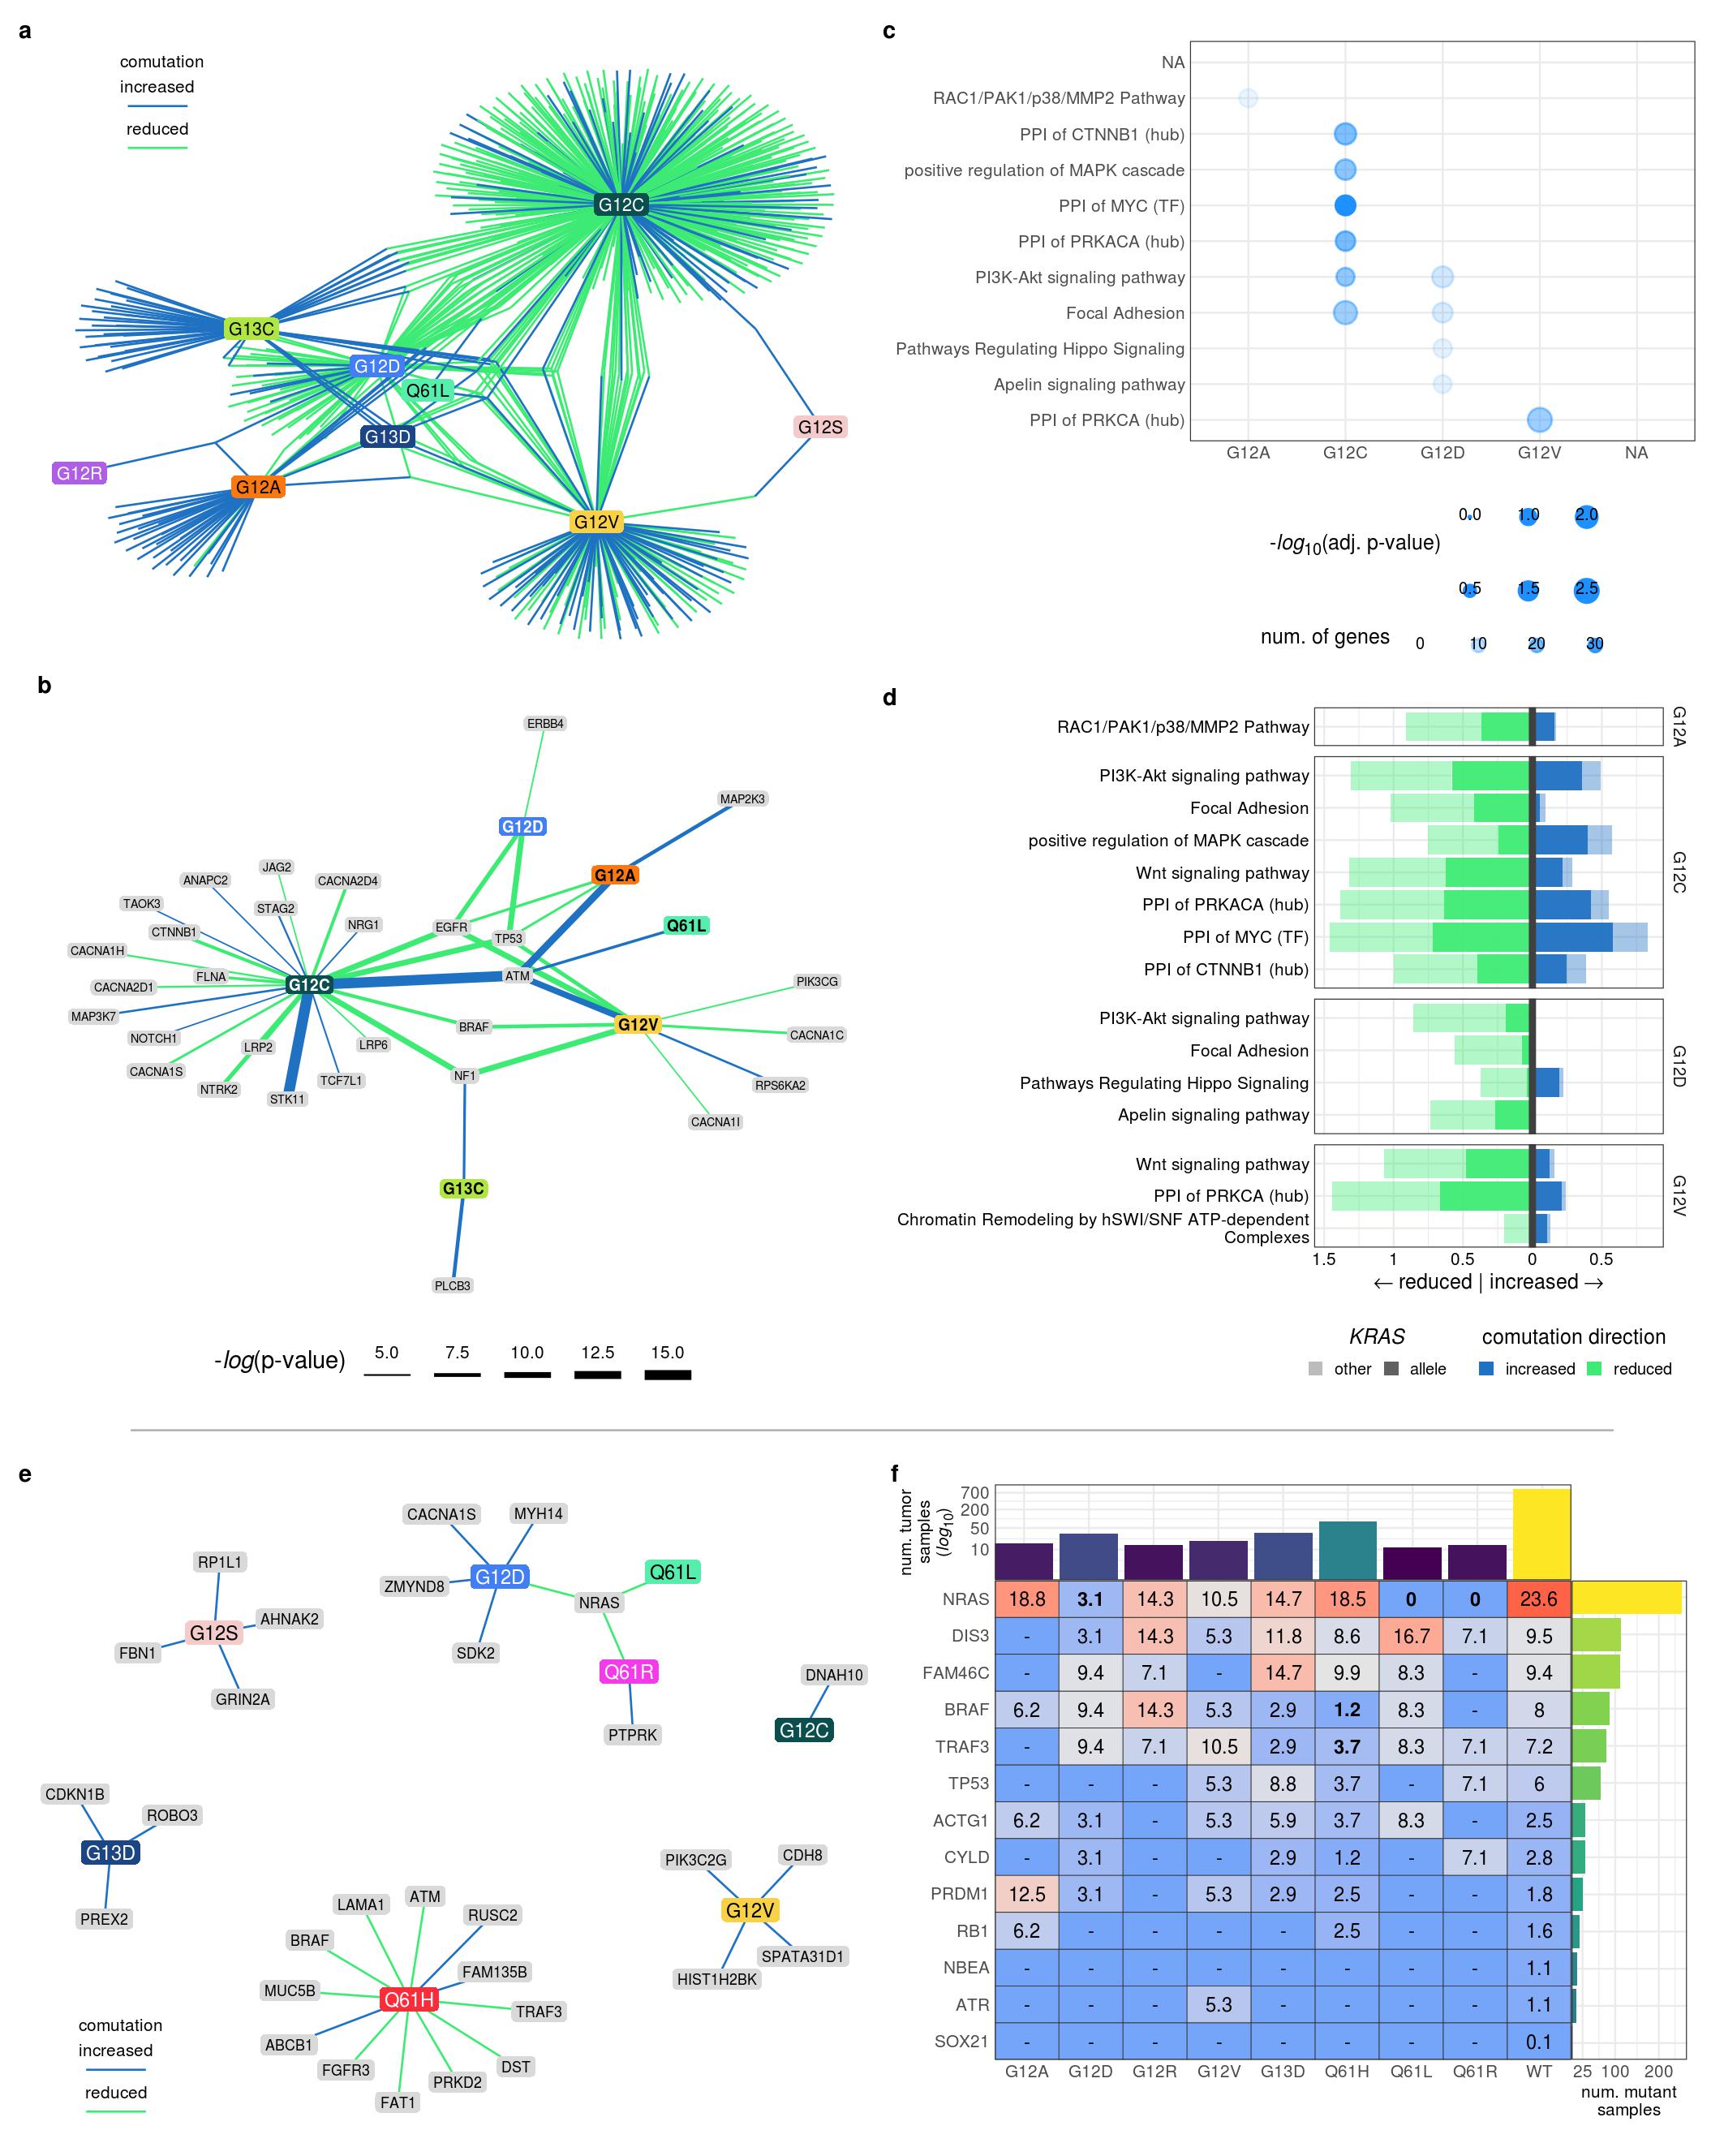 a
comutation
increased
reduced
G12C
G13C
G12D
Q61L
G13D
G12S
G12R
G12A
G12V
c
NA
RAC1/PAK1/p38/MMP2 Pathway
PPI of CTNNB1 (hub)
positive regulation of MAPK cascade
PPI of MYC (TF)
PPI of PRKACA (hub)
PI3K-Akt signaling pathway
Focal Adhesion
Pathways Regulating Hippo Signaling
Apelin signaling pathway
PPI of PRKCA (hub)
G12A G12C G12D G12V NA
0.0 1.0 2.0
-log10(adj. p-value)
0.5 1.5 2.5
num. of genes 0 10 20 30
b
ERBB4
MAP2K3
G12D
G12A
JAG2
ANAPC2
CACNA2D4
TAOK3
STAG2
NRG1
EGFR
Q61L
CTNNB1
TP53
CACNA1H
FLNA
ATM
G12C
PIK3CG
CACNA2D1
MAP3K7
BRAF
G12V
CACNA1C
NOTCH1
LRP2
LRP6
CACNA1S
NF1
TCF7L1
RPS6KA2
NTRK2
STK11
CACNA1I
G13C
PLCB3
-log(p-value)
5.0 7.5 10.0 12.5 15.0
d
RAC1/PAK1/p38/MMP2 Pathway
G12A
PI3K-Akt signaling pathway
Focal Adhesion
positive regulation of MAPK cascade
Wnt signaling pathway
PPI of PRKACA (hub)
PPI of MYC (TF)
PPI of CTNNB1 (hub)
G12C
PI3K-Akt signaling pathway
Focal Adhesion
Pathways Regulating Hippo Signaling
Apelin signaling pathway
G12D
Wnt signaling pathway
PPI of PRKCA (hub)
Chromatin Remodeling by hSWI/SNF ATP-dependent
Complexes
G12V
1.5 1 0.5 0 0.5
← reduced | increased →
KRAS
other allele
comutation direction
increased reduced
e
CACNA1S
MYH14
RP1L1
ZMYND8
G12D
Q61L
NRAS
AHNAK2
G12S
FBN1
SDK2
Q61R
DNAH10
GRIN2A
PTPRK
G12C
CDKN1B
ROBO3
G13D
PREX2
PIK3C2G
CDH8
G12V
SPATA31D1
HIST1H2BK
LAMA1
ATM
RUSC2
BRAF
FAM135B
MUC5B
Q61H
TRAF3
ABCB1
FGFR3
DST
PRKD2
FAT1
comutation
increased
reduced
f
num. tumor
samples
(log10)
700
200
50
10
NRAS 18.8 3.1 14.3 10.5 14.7 18.5 0 0 23.6
DIS3 - 3.1 14.3 5.3 11.8 8.6 16.7 7.1 9.5
FAM46C - 9.4 7.1 - 14.7 9.9 8.3 - 9.4
BRAF 6.2 9.4 14.3 5.3 2.9 1.2 8.3 - 8
TRAF3 - 9.4 7.1 10.5 2.9 3.7 8.3 7.1 7.2
TP53 - - - 5.3 8.8 3.7 - 7.1 6
ACTG1 6.2 3.1 - 5.3 5.9 3.7 8.3 - 2.5
CYLD - 3.1 - - 2.9 1.2 - 7.1 2.8
PRDM1 12.5 3.1 - 5.3 2.9 2.5 - - 1.8
RB1 6.2 - - - - 2.5 - - 1.6
NBEA - - - - - - - - 1.1
ATR - - - 5.3 - - - - 1.1
SOX21 - - - - - - - - 0.1
G12A G12D G12R G12V G13D Q61H Q61L Q61R WT
25 100 200
num. mutant
samples